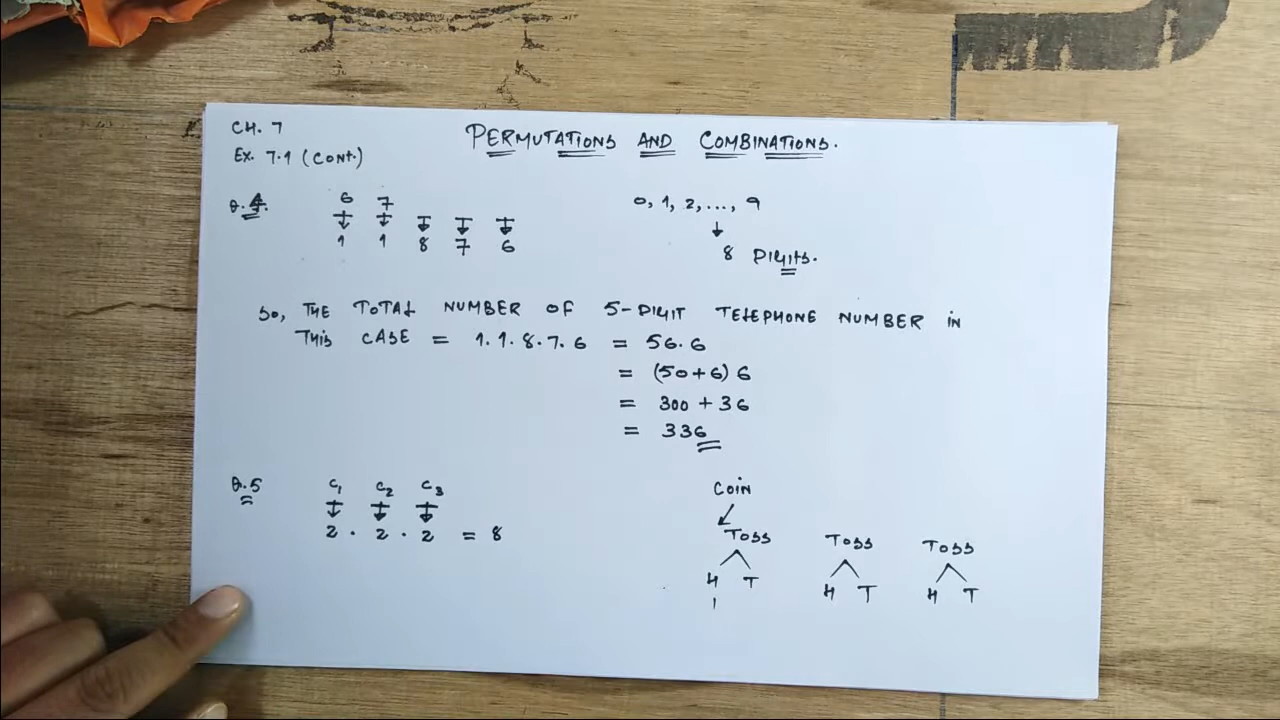 CH. 7
PERMUTATIONS AND COMBINATIONS.
Ex. 7.1 (CONT.)
Q.4.
6 7
1 1 8 7 6
0, 1, 2, ..., 9
8 DIGITS.
SO, THE TOTAL NUMBER OF 5-DIGIT TELEPHONE NUMBER IN
THIS CASE = 1.1.8.7.6 = 56.6
= (50+6) 6
= 300 + 36
= 336
Q.5
C1 C2 C3
2 . 2 . 2 = 8
COIN
TOSS TOSS TOSS
H T H T H T